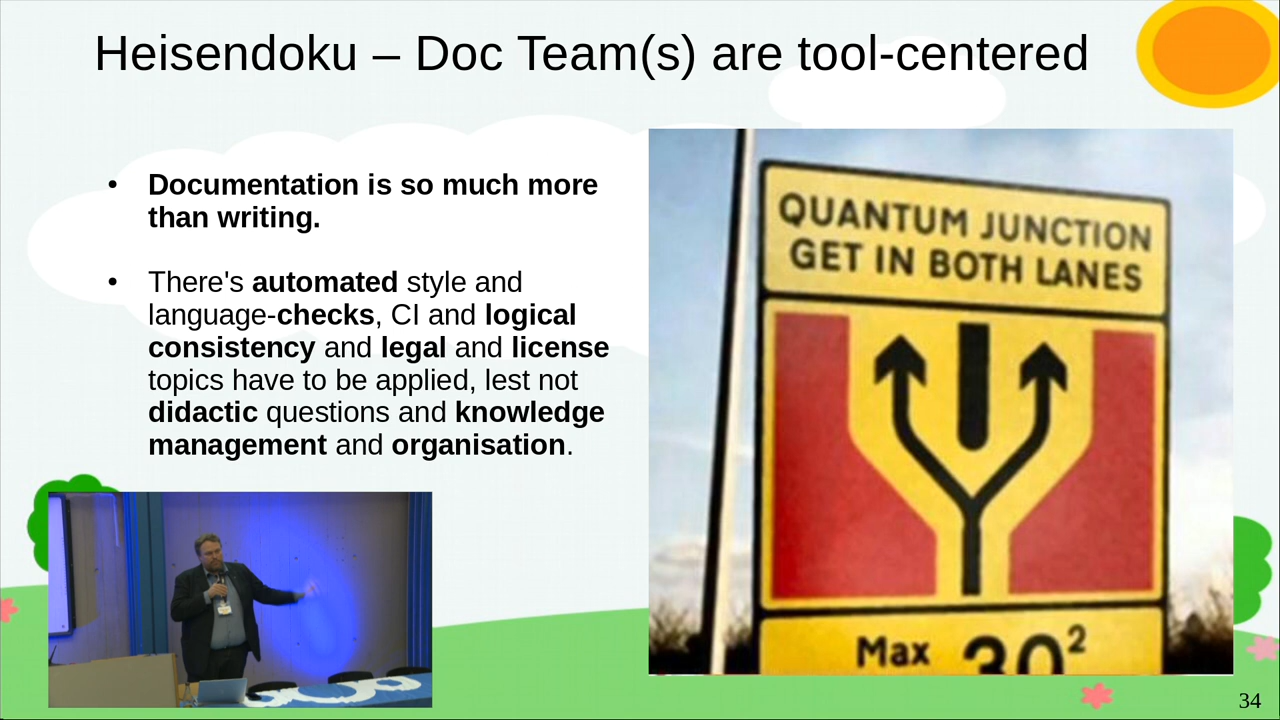 Heisendoku – Doc Team(s) are tool-centered
• Documentation is so much more
than writing.
• There's automated style and
language-checks, CI and logical
consistency and legal and license
topics have to be applied, lest not
didactic questions and knowledge
management and organisation.
QUANTUM JUNCTION
GET IN BOTH LANES
Max 30²
34